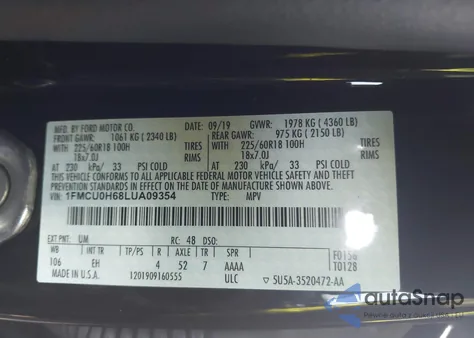 MFD. BY FORD MOTOR CO.
09/19 GVWR: 1978 KG (4360 LB)
FRONT GAWR: 1061 KG (2340 LB) REAR GAWR: 975 KG (2150 LB)
WITH 225/60R18 100H TIRES WITH 225/60R18 100H TIRES
18x7.0J RIMS 18x7.0J RIMS
AT 230 kPa/ 33 PSI COLD AT 230 kPa/ 33 PSI COLD
THIS VEHICLE CONFORMS TO ALL APPLICABLE FEDERAL MOTOR
VEHICLE SAFETY, BUMPER, AND THEFT PREVENTION STANDARDS IN EFFECT ON THE DATE OF MANUFACTURE SHOWN ABOVE.
VIN: 1FMCU0H68LUA09354 TYPE: MPV
EXT PNT: UM RC: 48 DSO: F0156
WB TP/PS R AXLE SPR T0128
106 EH 4 52 7 AAAA
MADE IN U.S.A. 1201909160555 ULC 5U5A-3520472-AA
autoSnap